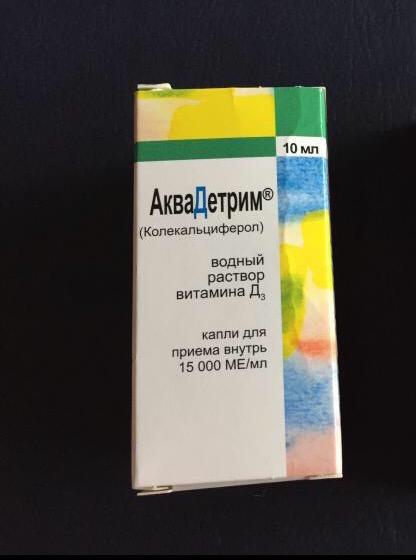 10 мл
АкваДетрим®
(Колекальциферол)
водный
раствор
витамина Д₃
капли для
приема внутрь
15 000 МЕ/мл